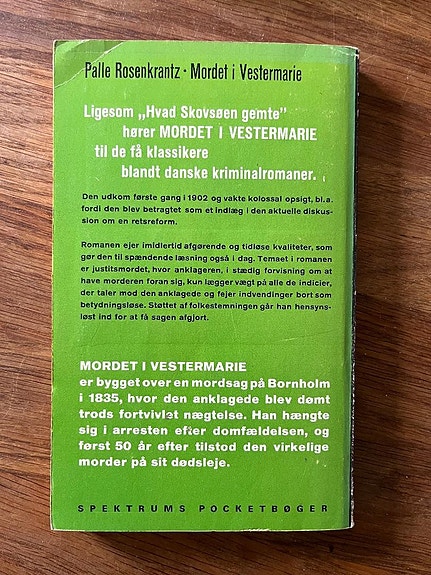 Palle Rosenkrantz · Mordet i Vestermarie
Ligesom „Hvad Skovsøen gemte"
hører MORDET I VESTERMARIE
til de få klassikere
blandt danske kriminalromaner.
Den udkom første gang i 1902 og vakte kolossal opsigt, bl.a.
fordi den blev betragtet som et indlæg i den aktuelle diskus-
sion om en retsreform.
Romanen ejer imidlertid afgørende og tidløse kvaliteter, som
gør den til spændende læsning også i dag. Temaet i romanen
er justitsmordet, hvor anklageren, i stædig forvisning om at
have morderen foran sig, kun lægger vægt på alle de indicier,
der taler mod den anklagede og fejer indvendinger bort som
betydningsløse. Støttet af folkestemningen går han hensyns-
løst ind for at få sagen afgjort.
MORDET I VESTERMARIE
er bygget over en mordsag på Bornholm
i 1835, hvor den anklagede blev dømt
trods fortvivlet nægtelse. Han hængte
sig i arresten efter domfældelsen, og
først 50 år efter tilstod den virkelige
morder på sit dødsleje.
SPEKTRUMS POCKETBØGER